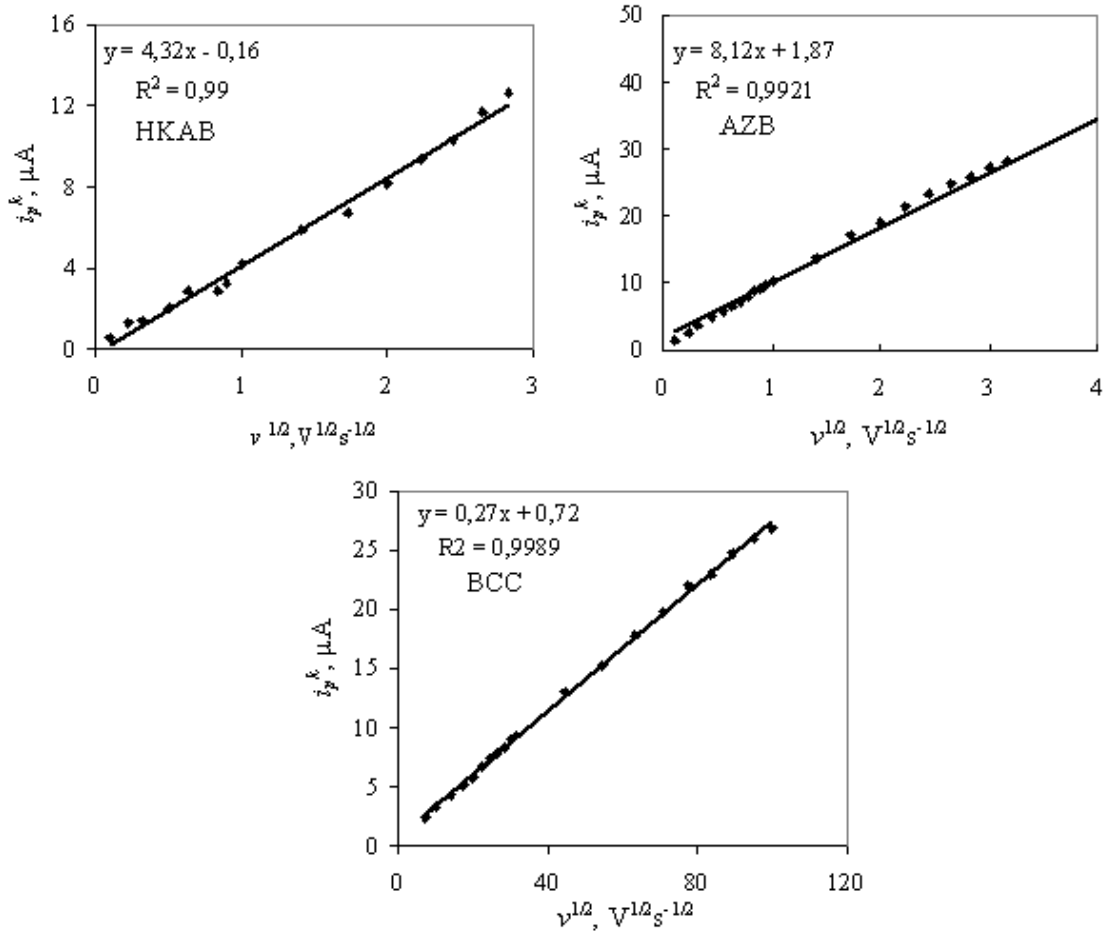 y = 4,32x - 0,16
R² = 0,99
HKAB
16
12
8
4
0
i_p^k, µA
0 1 2 3
v^1/2, V^1/2 s^-1/2
y = 8,12x + 1,87
R² = 0,9921
AZB
50
40
30
20
10
0
i_p^k, µA
0 1 2 3 4
v^1/2, V^1/2 s^-1/2
y = 0,27x + 0,72
R2 = 0,9989
BCC
30
25
20
15
10
5
0
i_p^k, µA
0 40 80 120
v^1/2, V^1/2 s^-1/2